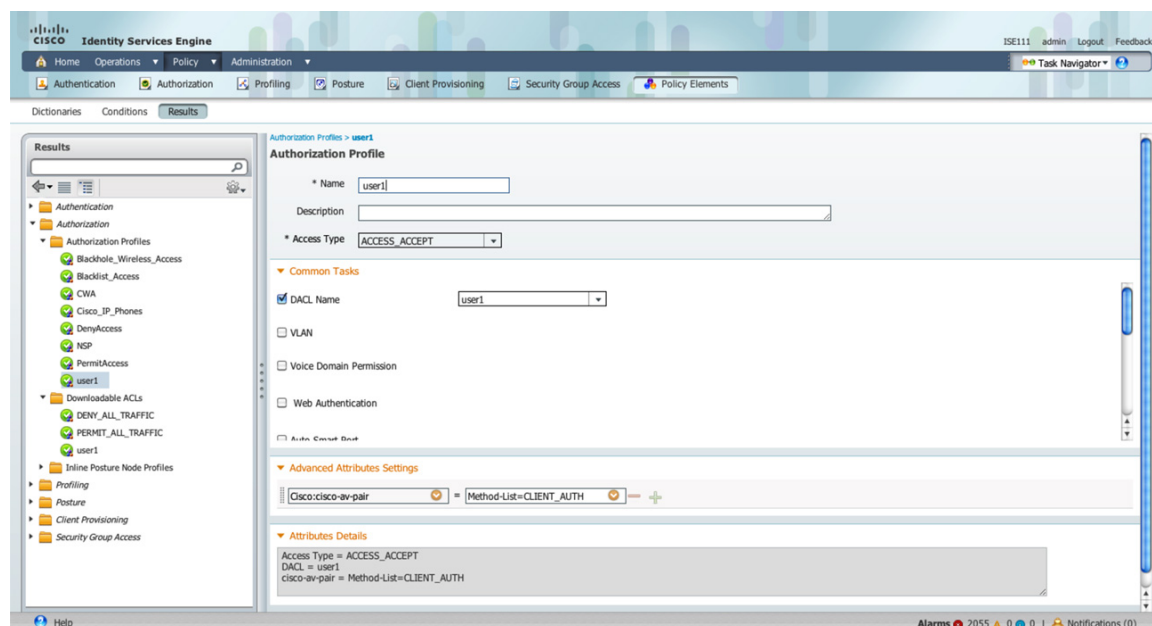 CISCO Identity Services Engine
ISE111 admin Logout Feedback
Home Operations Policy Administration
Task Navigator
Authentication Authorization Profiling Posture Client Provisioning Security Group Access Policy Elements
Dictionaries Conditions Results
Results
Authentication
Authorization
Authorization Profiles
Blackhole_Wireless_Access
Blacklist_Access
CWA
Cisco_IP_Phones
DenyAccess
NSP
PermitAccess
user1
Downloadable ACLs
DENY_ALL_TRAFFIC
PERMIT_ALL_TRAFFIC
user1
Inline Posture Node Profiles
Profiling
Posture
Client Provisioning
Security Group Access
Authorization Profiles > user1
Authorization Profile
* Name user1
Description
* Access Type ACCESS_ACCEPT
Common Tasks
DACL Name user1
VLAN
Voice Domain Permission
Web Authentication
Auto Smart Port
Advanced Attributes Settings
Cisco:cisco-av-pair = Method-List=CLIENT_AUTH
Attributes Details
Access Type = ACCESS_ACCEPT
DACL = user1
cisco-av-pair = Method-List=CLIENT_AUTH
Help
Alarms 2055 0 0 | Notifications (0)